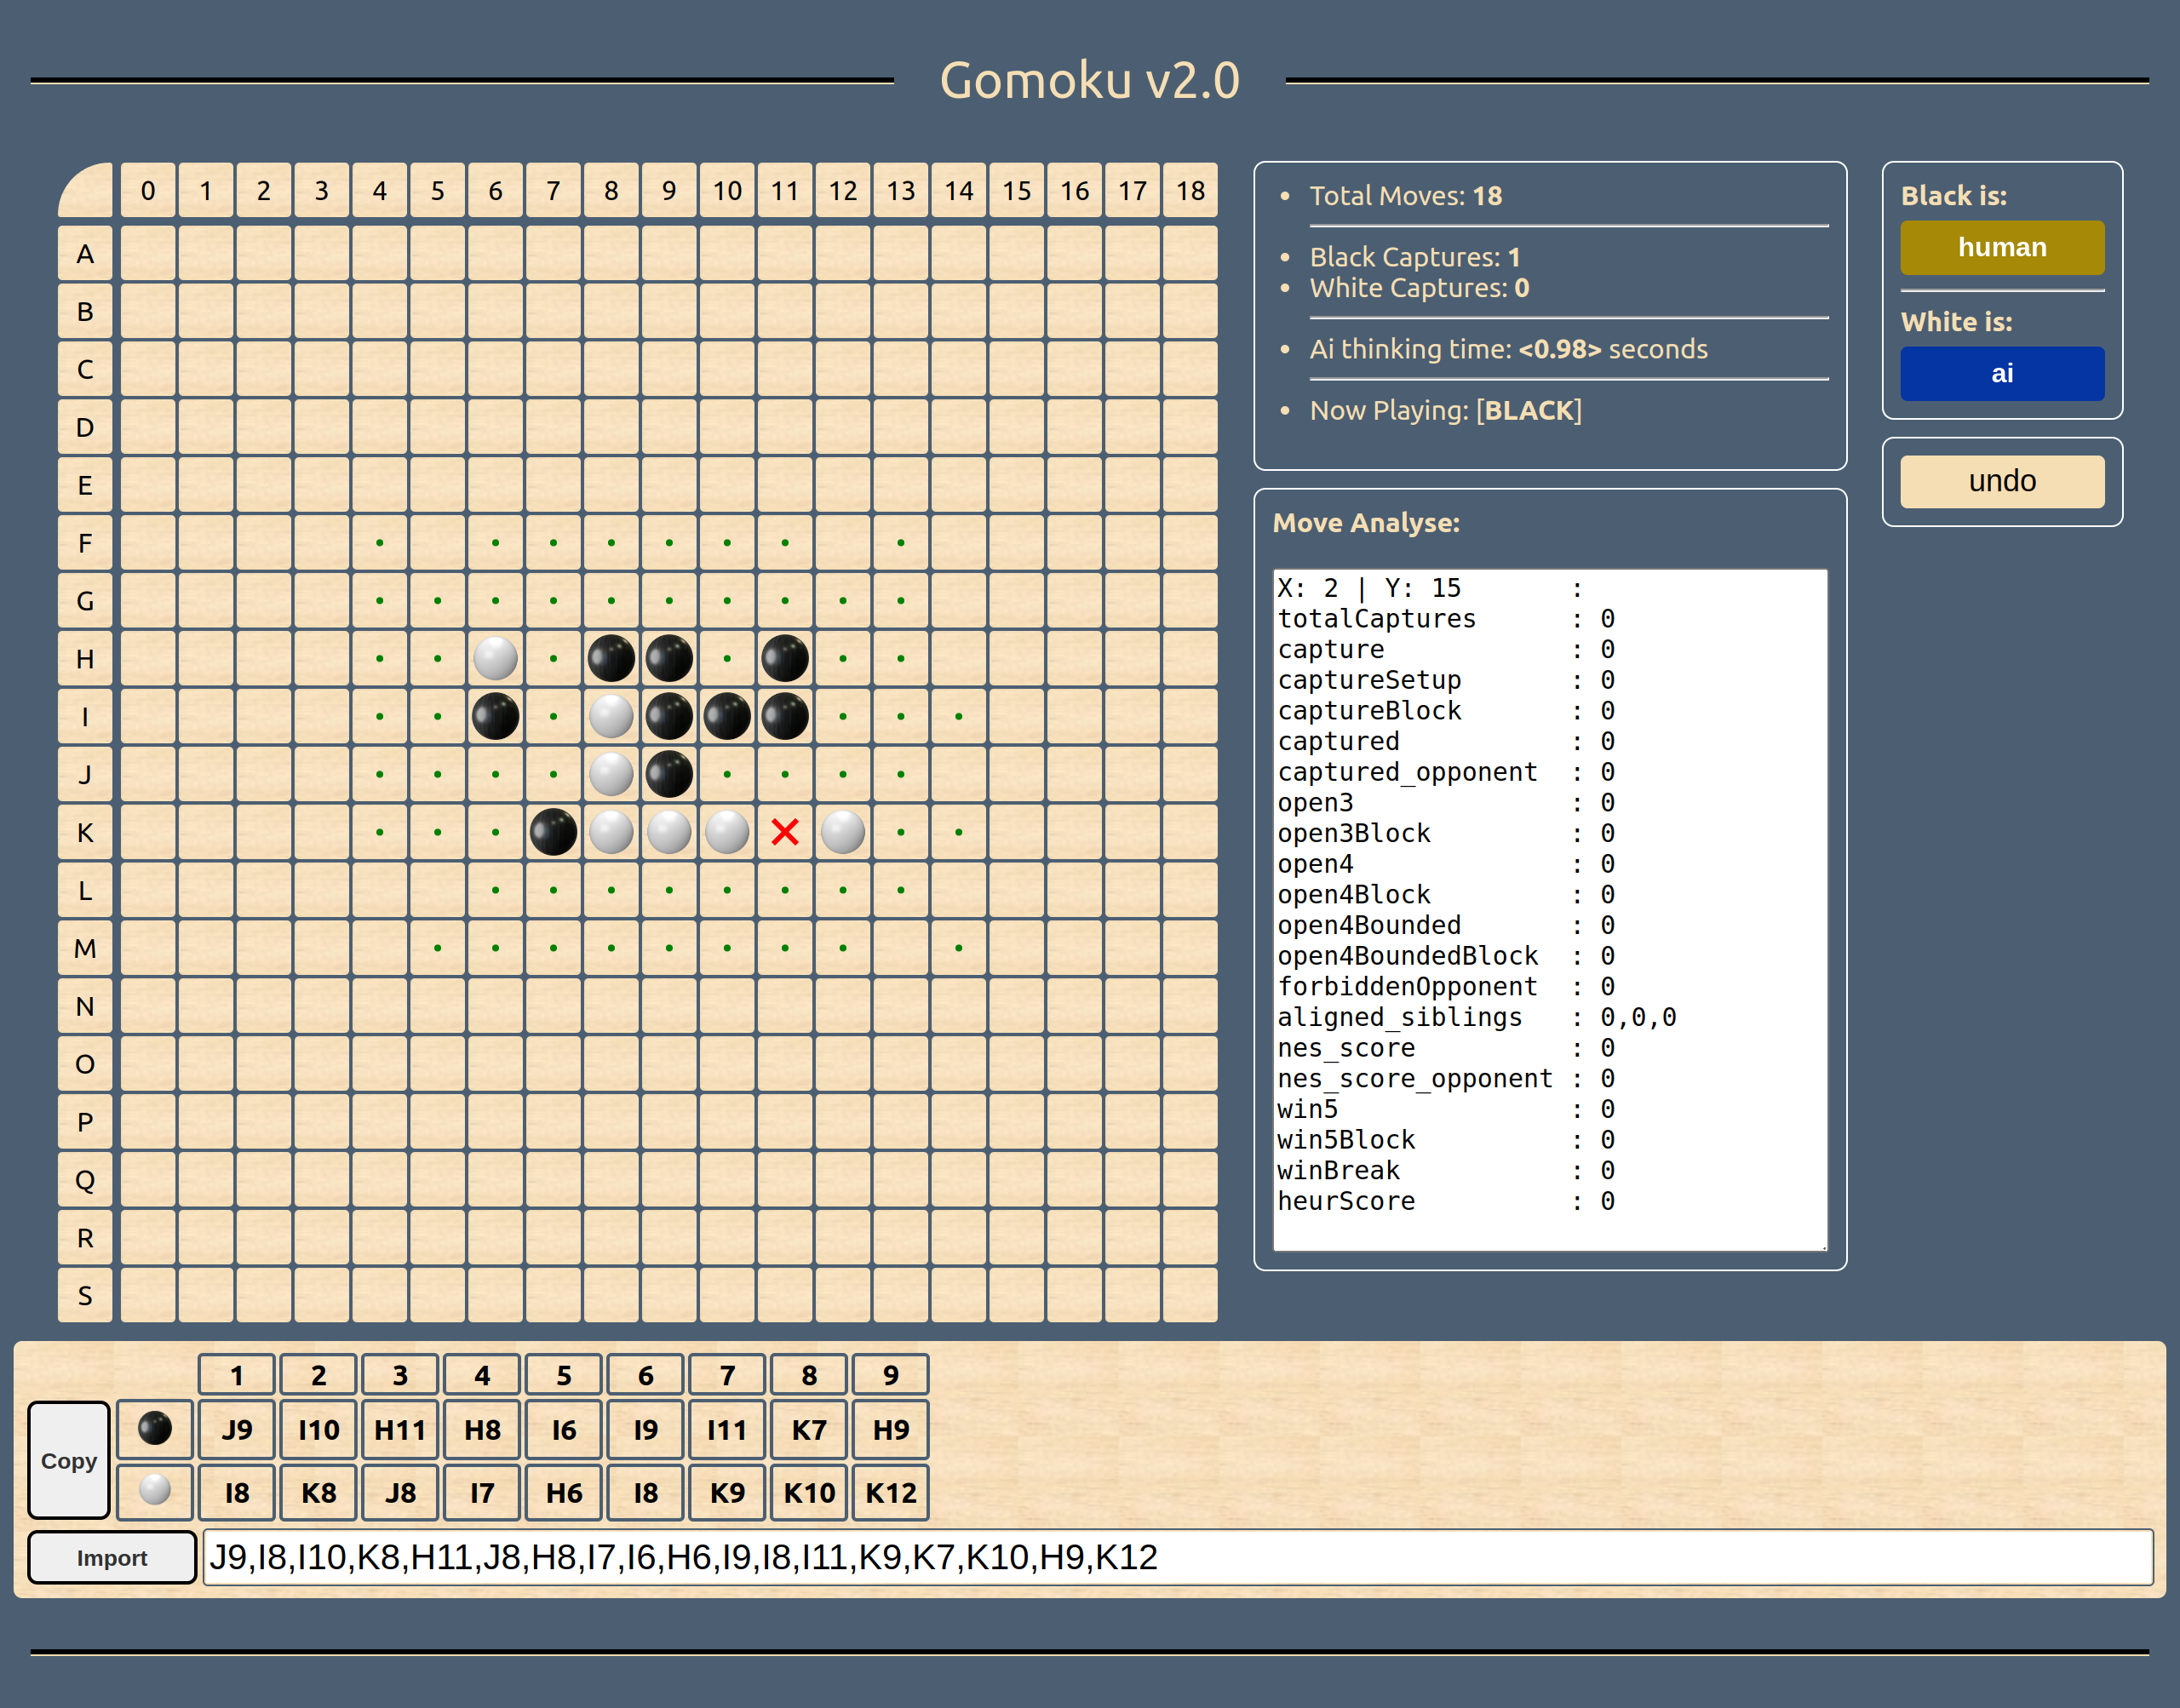 Gomoku v2.0
0 1 2 3 4 5 6 7 8 9 10 11 12 13 14 15 16 17 18
A
B
C
D
E
F
G
H
I
J
K
L
M
N
O
P
Q
R
S
Total Moves: 18
Black Captures: 1
White Captures: 0
Ai thinking time: <0.98> seconds
Now Playing: [BLACK]
Black is:
human
White is:
ai
undo
Move Analyse:
X: 2 | Y: 15 :
totalCaptures : 0
capture : 0
captureSetup : 0
captureBlock : 0
captured : 0
captured_opponent : 0
open3 : 0
open3Block : 0
open4 : 0
open4Block : 0
open4Bounded : 0
open4BoundedBlock : 0
forbiddenOpponent : 0
aligned_siblings : 0,0,0
nes_score : 0
nes_score_opponent : 0
win5 : 0
win5Block : 0
winBreak : 0
heurScore : 0
1 2 3 4 5 6 7 8 9
Copy
J9 I10 H11 H8 I6 I9 I11 K7 H9
I8 K8 J8 I7 H6 I8 K9 K10 K12
Import
J9,I8,I10,K8,H11,J8,H8,I7,I6,H6,I9,I8,I11,K9,K7,K10,H9,K12